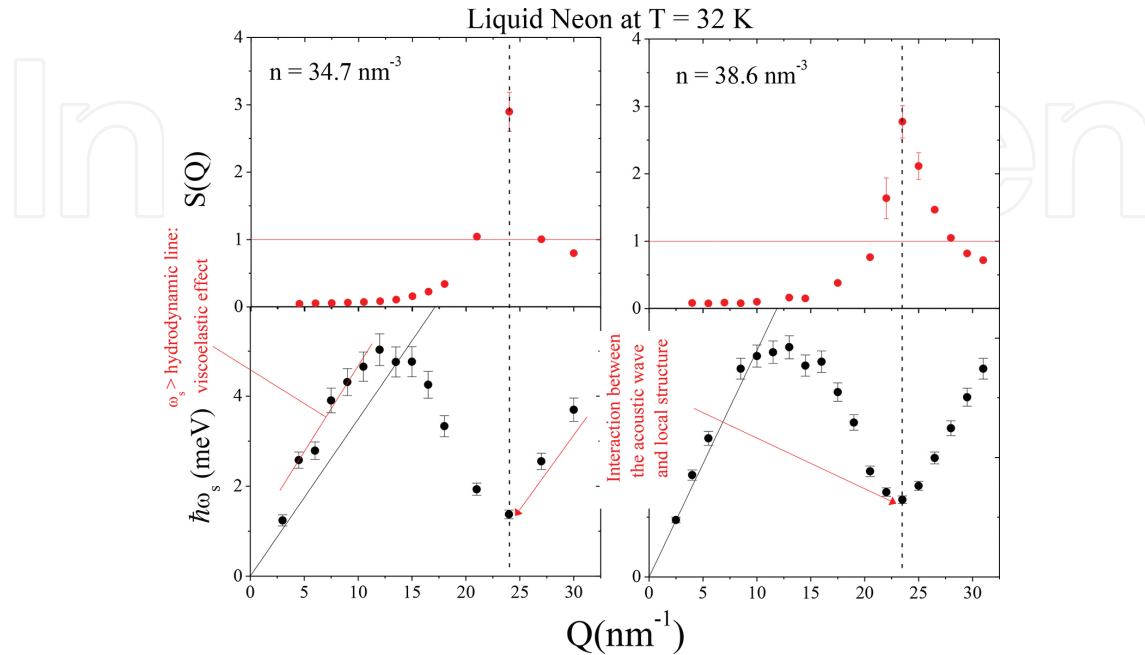 Liquid Neon at T = 32 K
n = 34.7 nm⁻³
n = 38.6 nm⁻³
S(Q)
4
3
2
1
0
4
3
2
1
0
ωₛ > hydrodynamic line:
viscoelastic effect
Interaction between
the acoustic wave
and local structure
ħωₛ (meV)
4
2
0
0
0 5 10 15 20 25 30
0 5 10 15 20 25 30
Q(nm⁻¹)